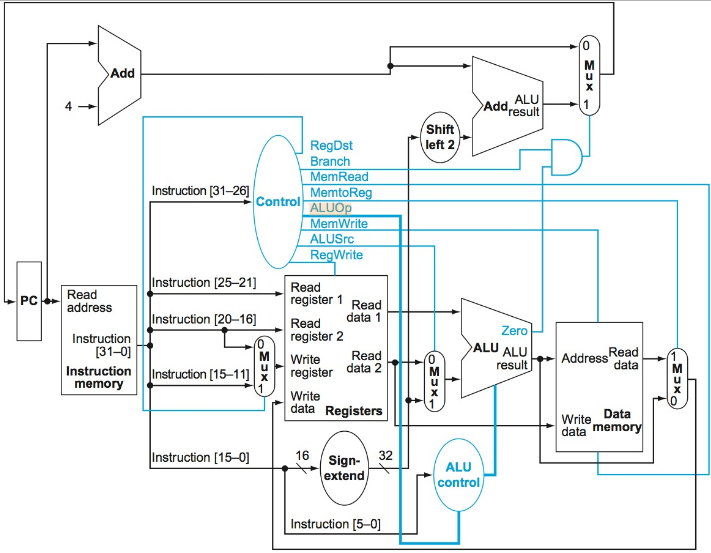 0
M
u
x
1
Add
4
Add
ALU
result
Shift
left 2
RegDst
Branch
MemRead
MemtoReg
ALUOp
MemWrite
ALUSrc
RegWrite
Control
Instruction [31–26]
Instruction [25–21]
Instruction [20–16]
Instruction [15–11]
Instruction [15–0]
Instruction [5–0]
PC
Read
address
Instruction
[31–0]
Instruction
memory
0
M
u
x
1
Read
register 1
Read
register 2
Write
register
Write
data
Read
data 1
Read
data 2
Registers
0
M
u
x
1
Zero
ALU
ALU
result
Address
Read
data
Write
data
Data
memory
1
M
u
x
0
16
Sign-
extend
32
ALU
control